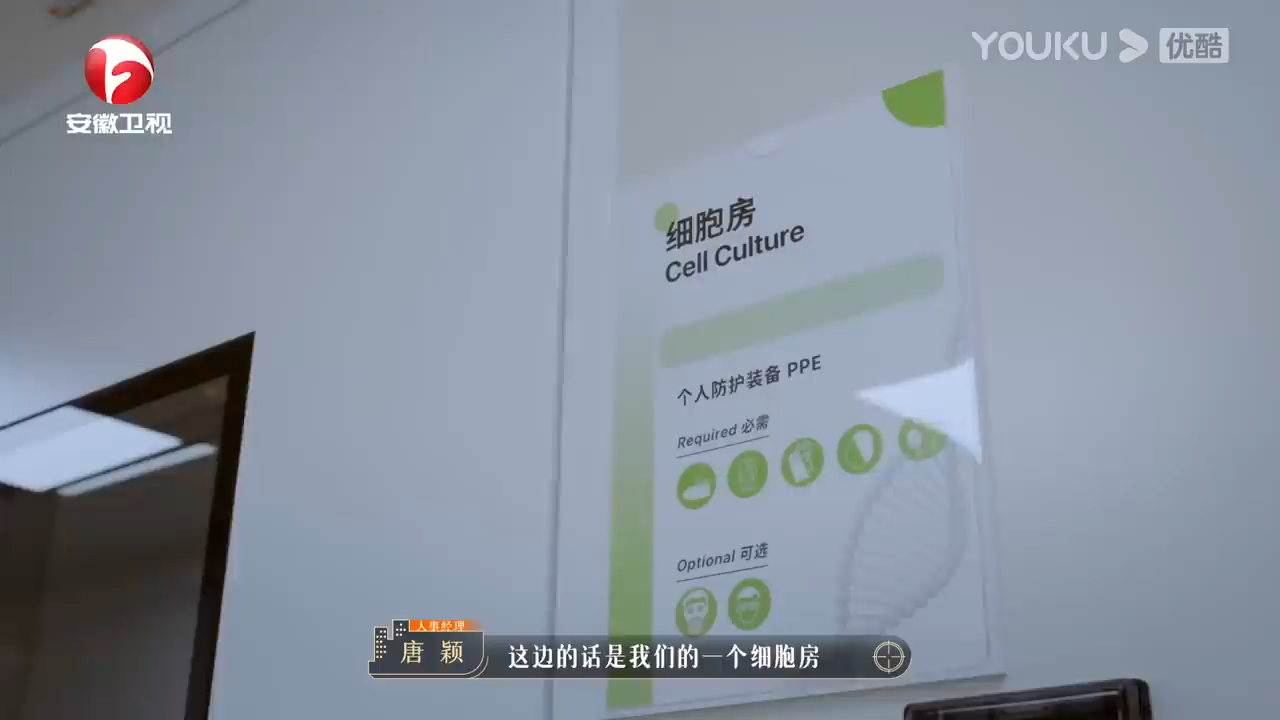 安徽卫视
YOUKU 优酷
细胞房
Cell Culture
个人防护装备 PPE
Required 必需
Optional 可选
人事经理
唐 颖
这边的话是我们的一个细胞房